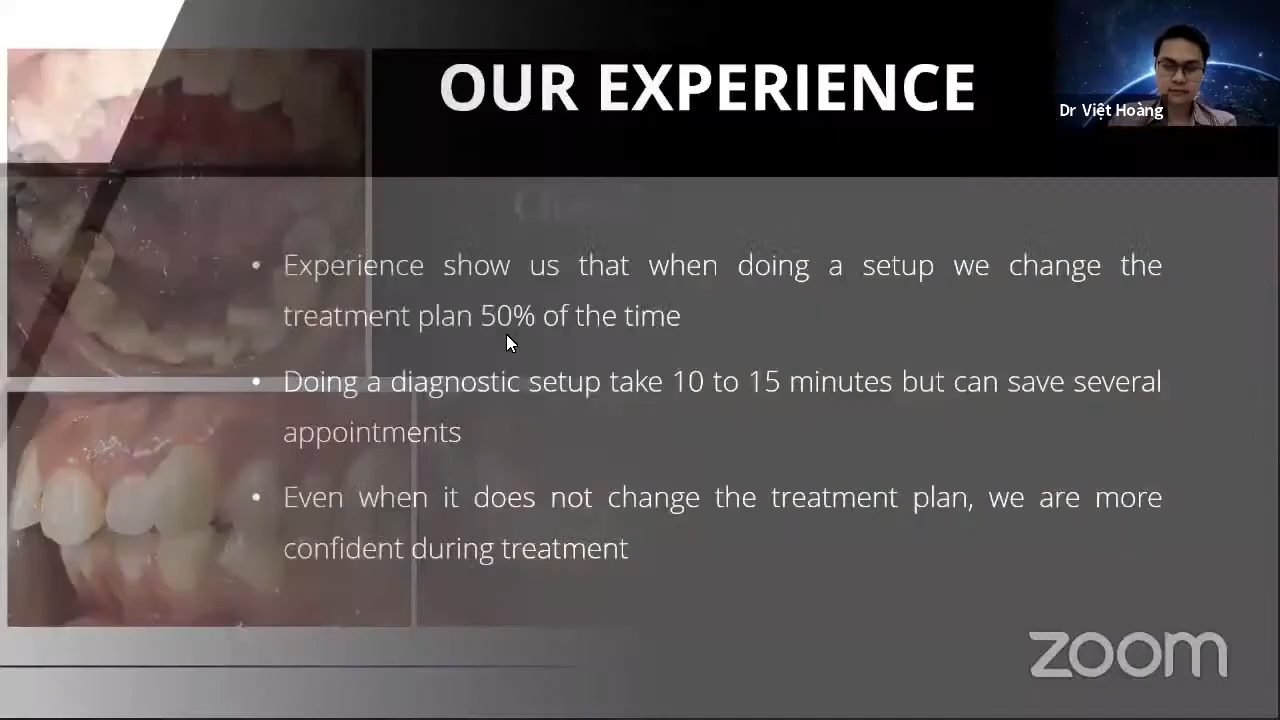 OUR EXPERIENCE
Dr Việt Hoàng
• Experience show us that when doing a setup we change the
treatment plan 50% of the time
• Doing a diagnostic setup take 10 to 15 minutes but can save several
appointments
• Even when it does not change the treatment plan, we are more
confident during treatment
zoom